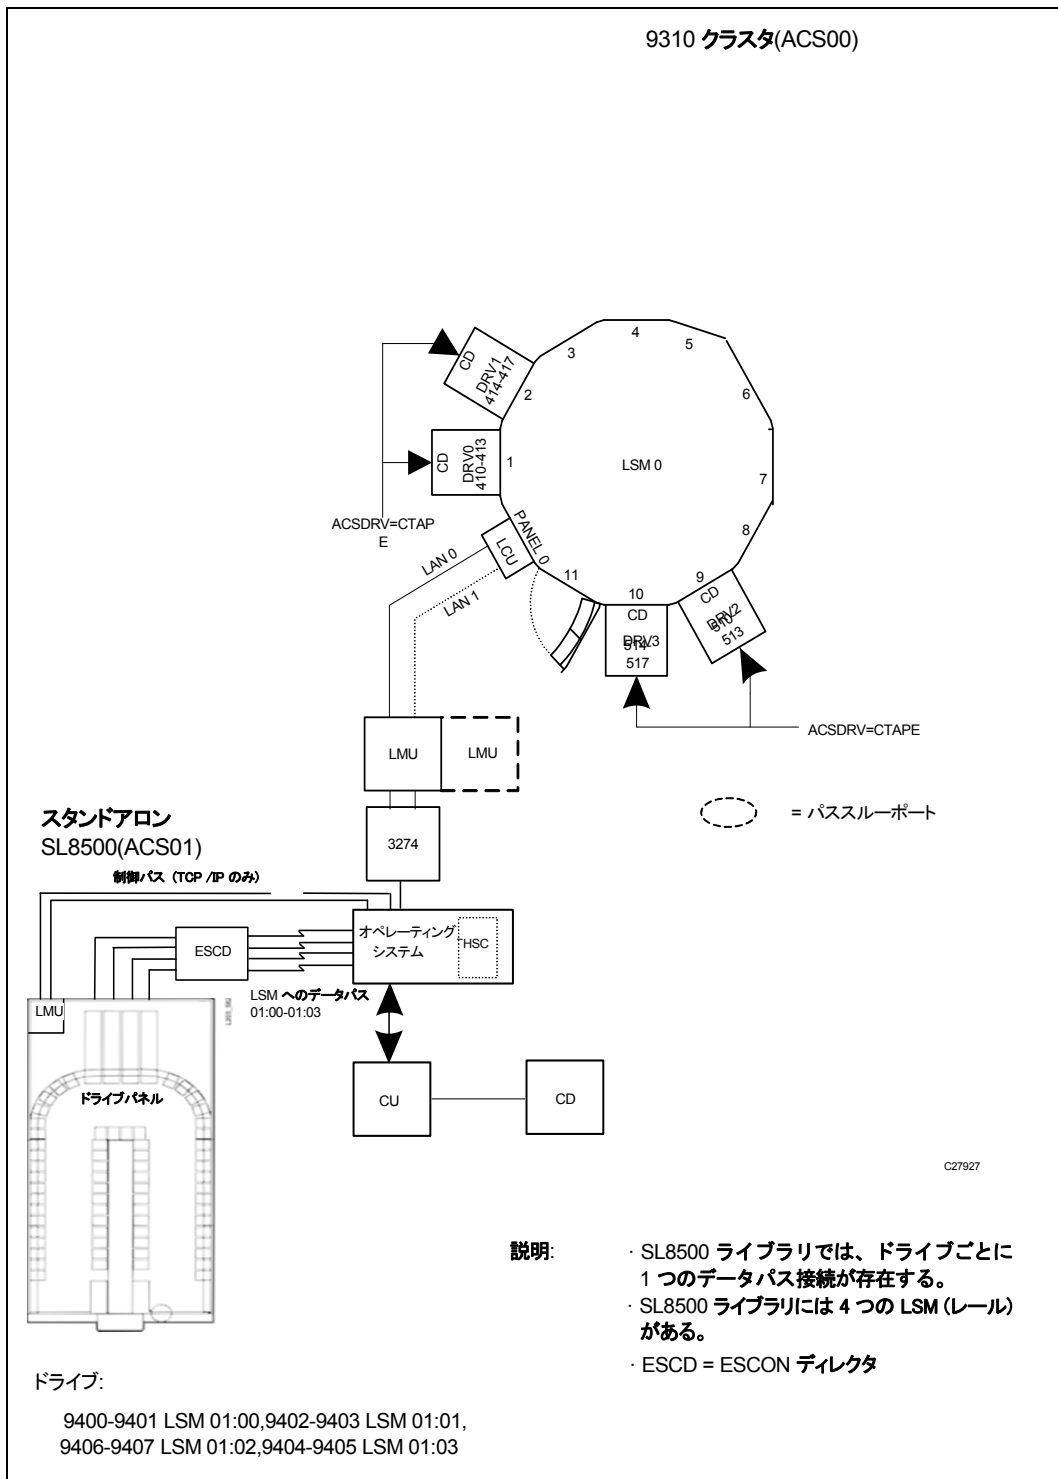 9310 クラスタ(ACS00)
4
3
5
CD
DRV1
414-417
2
6
CD
DRV0
410-413
1
LSM 0
7
ACSDRV=CTAP
E
PANEL 0
LCU
8
LAN 0
LAN 1
11
10
9
CD
DRV3
514-
517
CD
DRV2
510-
513
ACSDRV=CTAPE
LMU
LMU
= パススルーポート
スタンドアロン
SL8500(ACS01)
3274
制御パス (TCP /IP のみ)
オペレーティング
システム
HSC
ESCD
LSM へのデータパス
01:00-01:03
LMU
ドライブパネル
CU
CD
C27927
説明:
· SL8500 ライブラリでは、ドライブごとに
1 つのデータパス接続が存在する。
· SL8500 ライブラリには 4 つの LSM (レール)
がある。
· ESCD = ESCON ディレクタ
ドライブ:
9400-9401 LSM 01:00,9402-9403 LSM 01:01,
9406-9407 LSM 01:02,9404-9405 LSM 01:03